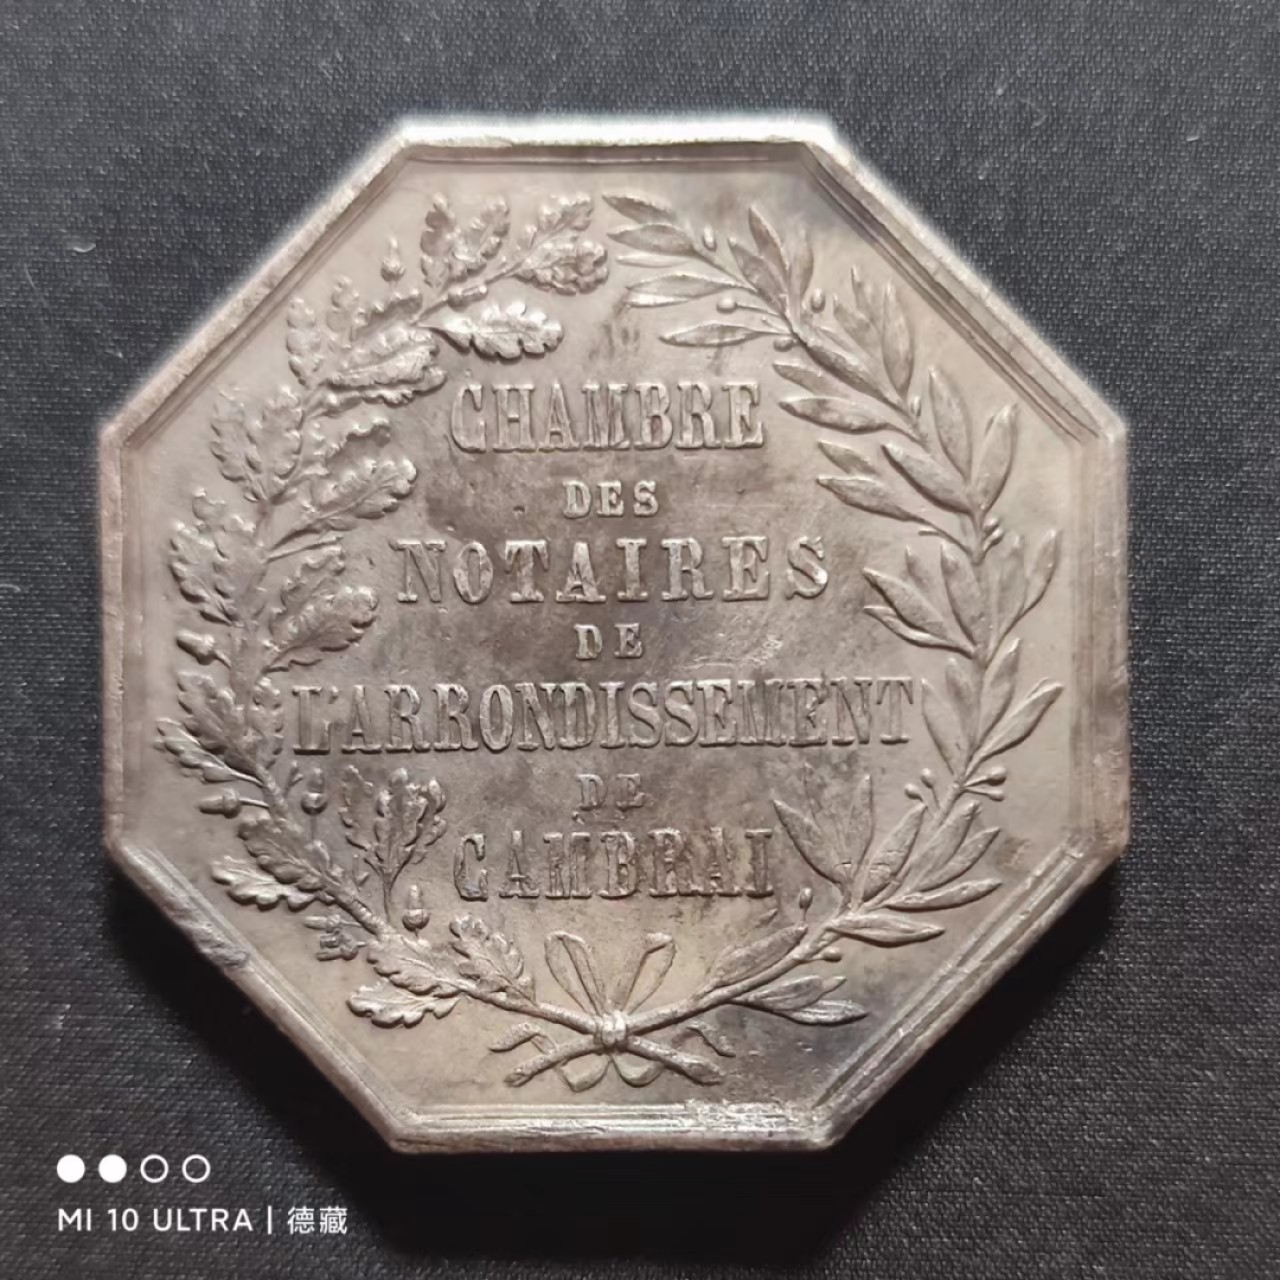 CHAMBRE
DES
NOTAIRES
DE
L'ARRONDISSEMENT
DE
CAMBRAI
MI 10 ULTRA | 德藏